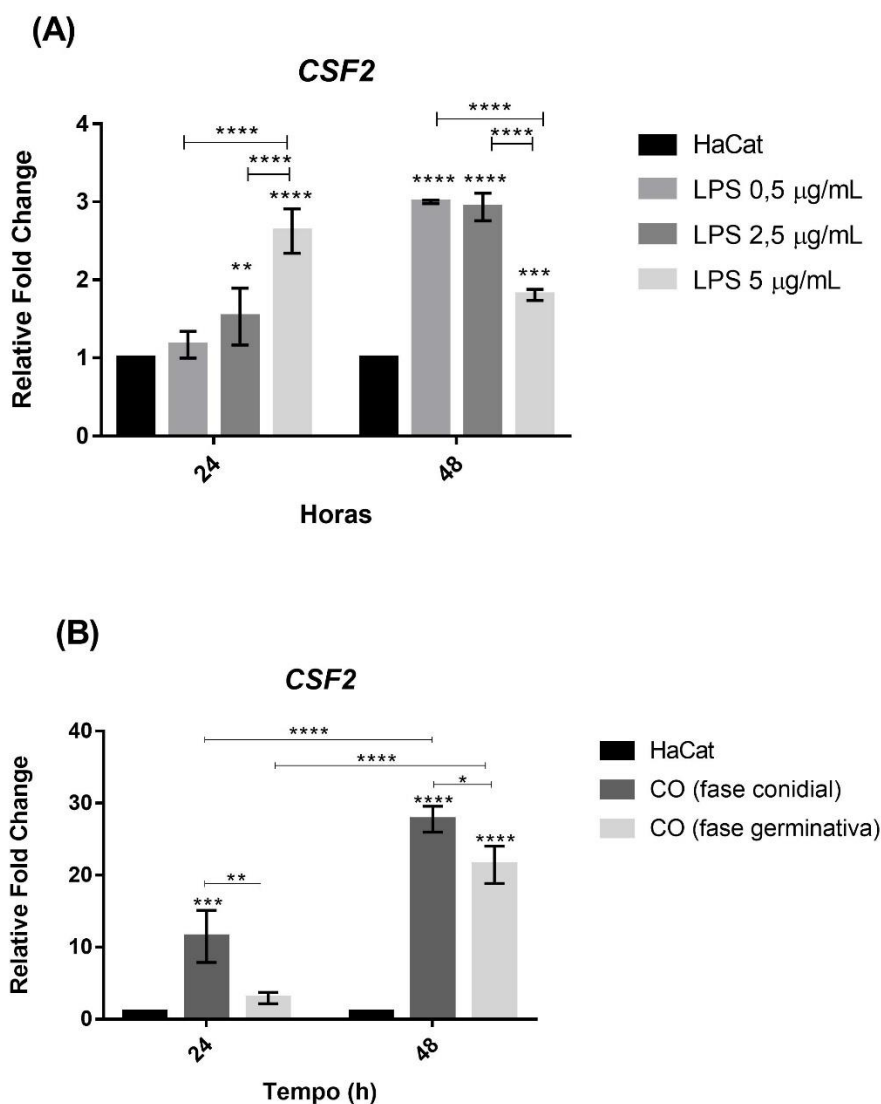 (A)
CSF2
Relative Fold Change
4
3
2
1
0
****
****
****
**
****
****
**** ****
***
24
48
Horas
HaCat
LPS 0,5 μg/mL
LPS 2,5 μg/mL
LPS 5 μg/mL
(B)
CSF2
Relative Fold Change
40
30
20
10
0
****
****
*
****
****
**
***
24
48
Tempo (h)
HaCat
CO (fase conidial)
CO (fase germinativa)